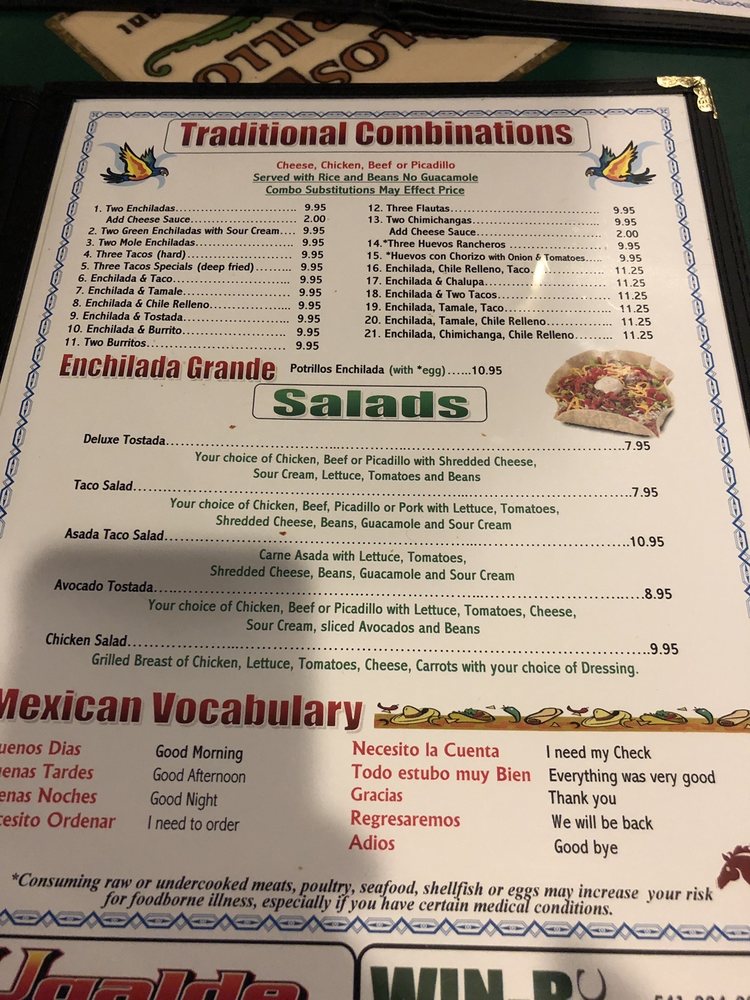 Traditional Combinations
Cheese, Chicken, Beef or Picadillo
Served with Rice and Beans No Guacamole
Combo Substitutions May Effect Price
1. Two Enchiladas 9.95
Add Cheese Sauce 2.00
2. Two Green Enchiladas with Sour Cream 9.95
3. Two Mole Enchiladas 9.95
4. Three Tacos (hard) 9.95
5. Three Tacos Specials (deep fried) 9.95
6. Enchilada & Taco 9.95
7. Enchilada & Tamale 9.95
8. Enchilada & Chile Relleno 9.95
9. Enchilada & Tostada 9.95
10. Enchilada & Burrito 9.95
11. Two Burritos 9.95
12. Three Flautas 9.95
13. Two Chimichangas 9.95
Add Cheese Sauce 2.00
14.*Three Huevos Rancheros 9.95
15. *Huevos con Chorizo with Onion & Tomatoes 9.95
16. Enchilada, Chile Relleno, Taco 11.25
17. Enchilada & Chalupa 11.25
18. Enchilada & Two Tacos 11.25
19. Enchilada, Tamale, Taco 11.25
20. Enchilada, Tamale, Chile Relleno 11.25
21. Enchilada, Chimichanga, Chile Relleno 11.25
Enchilada Grande Potrillos Enchilada (with *egg)......10.95
Salads
Deluxe Tostada 7.95
Your choice of Chicken, Beef or Picadillo with Shredded Cheese,
Sour Cream, Lettuce, Tomatoes and Beans
Taco Salad 7.95
Your choice of Chicken, Beef, Picadillo or Pork with Lettuce, Tomatoes,
Shredded Cheese, Beans, Guacamole and Sour Cream
Asada Taco Salad 10.95
Carne Asada with Lettuce, Tomatoes,
Shredded Cheese, Beans, Guacamole and Sour Cream
Avocado Tostada 8.95
Your choice of Chicken, Beef or Picadillo with Lettuce, Tomatoes, Cheese,
Sour Cream, sliced Avocados and Beans
Chicken Salad 9.95
Grilled Breast of Chicken, Lettuce, Tomatoes, Cheese, Carrots with your choice of Dressing.
Mexican Vocabulary
uenos Dias Good Morning
enas Tardes Good Afternoon
enas Noches Good Night
cesito Ordenar I need to order
Necesito la Cuenta I need my Check
Todo estubo muy Bien Everything was very good
Gracias Thank you
Regresaremos We will be back
Adios Good bye
*Consuming raw or undercooked meats, poultry, seafood, shellfish or eggs may increase your risk
for foodborne illness, especially if you have certain medical conditions.
Ugalde
WIN-R